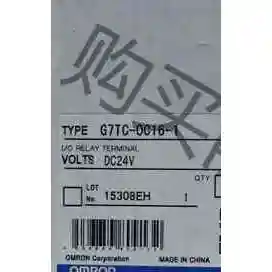 购买
TYPE G7TC-OC16-1
I/O RELAY TERMINAL
VOLTS DC24V
QTY
LOT
No. 15308EH 1
OMRON Corporation MADE IN CHINA
OMRON